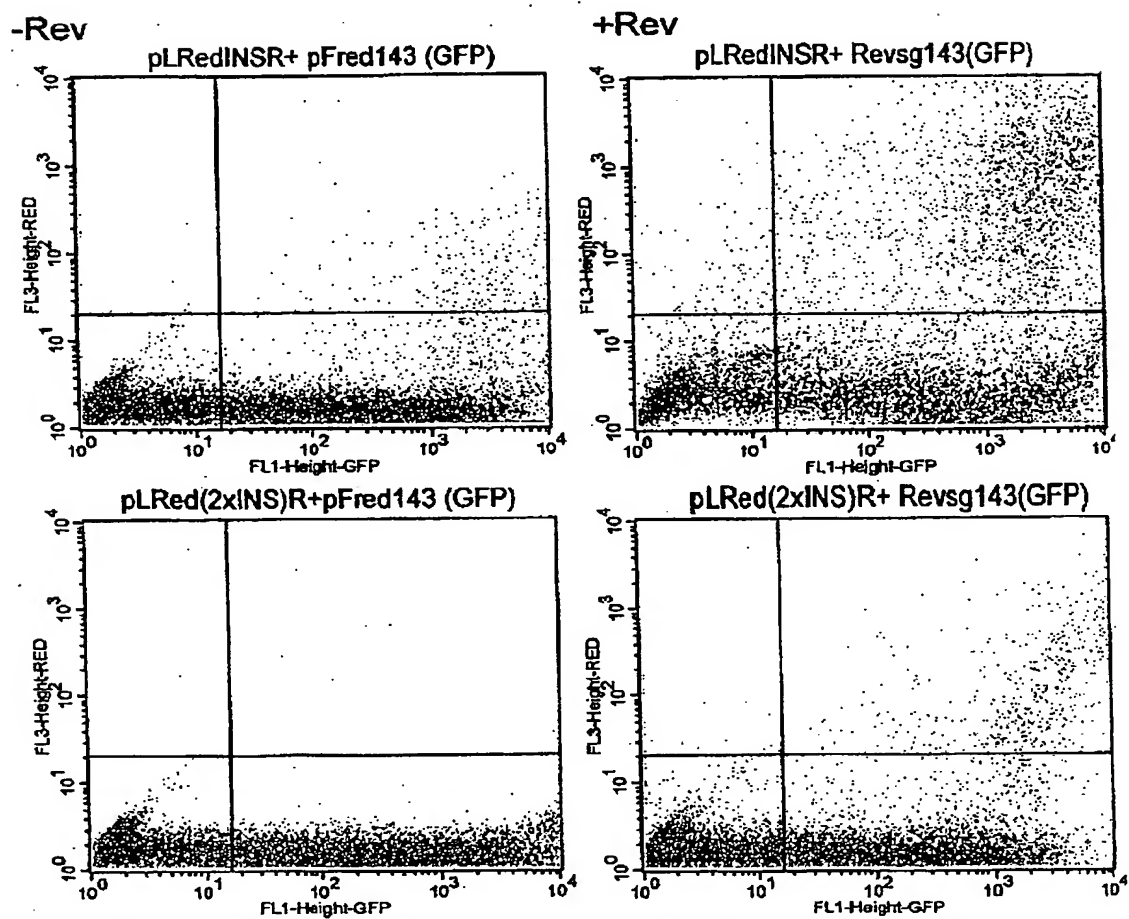 -Rev
+Rev
pLRedINSR+ pFred143 (GFP)
10^4
10^3
10^2
10^1
10^0
FL3-Height-RED
10^0 10^1 10^2 10^3 10^4
FL1-Height-GFP
pLRedINSR+ Revsg143(GFP)
10^4
10^3
10^2
10^1
10^0
FL3-Height-RED
10^0 10^1 10^2 10^3 10^4
FL1-Height-GFP
pLRed(2xINS)R+pFred143 (GFP)
10^4
10^3
10^2
10^1
10^0
FL3-Height-RED
10^0 10^1 10^2 10^3 10^4
FL1-Height-GFP
pLRed(2xINS)R+ Revsg143(GFP)
10^4
10^3
10^2
10^1
10^0
FL3-Height-RED
10^0 10^1 10^2 10^3 10^4
FL1-Height-GFP